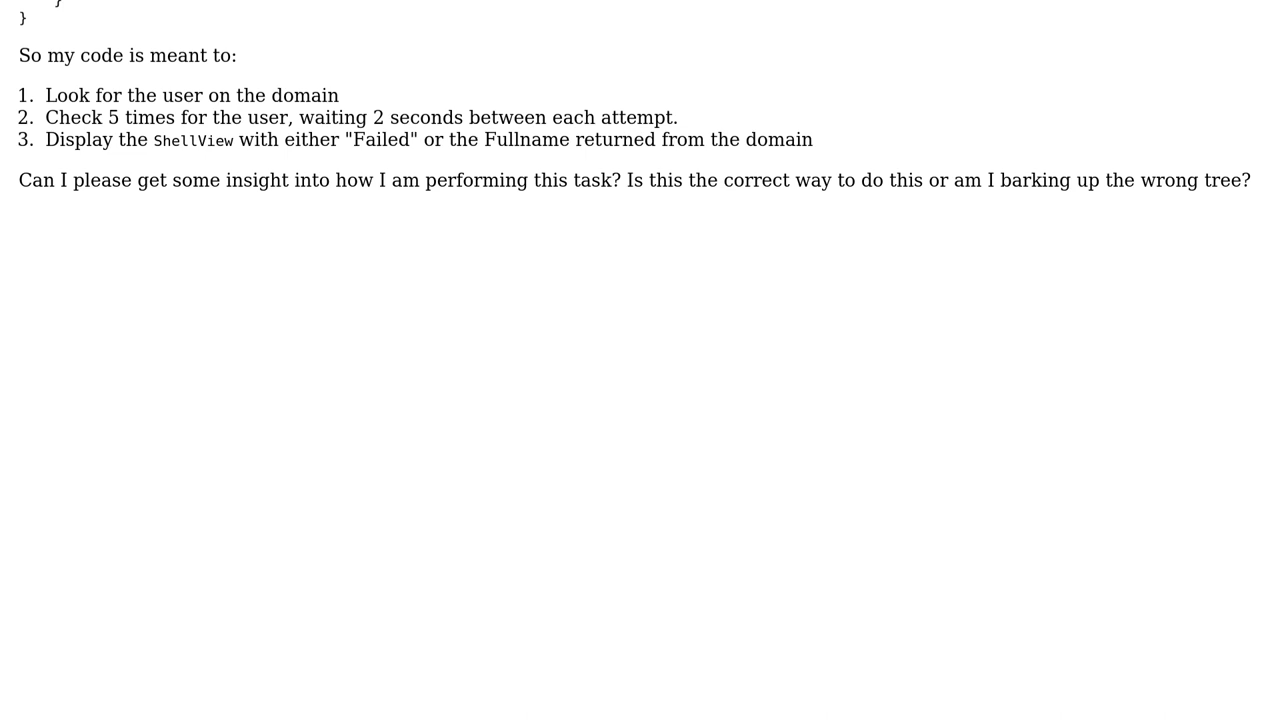 }
}
So my code is meant to:
1. Look for the user on the domain
2. Check 5 times for the user, waiting 2 seconds between each attempt.
3. Display the ShellView with either "Failed" or the Fullname returned from the domain
Can I please get some insight into how I am performing this task? Is this the correct way to do this or am I barking up the wrong tree?